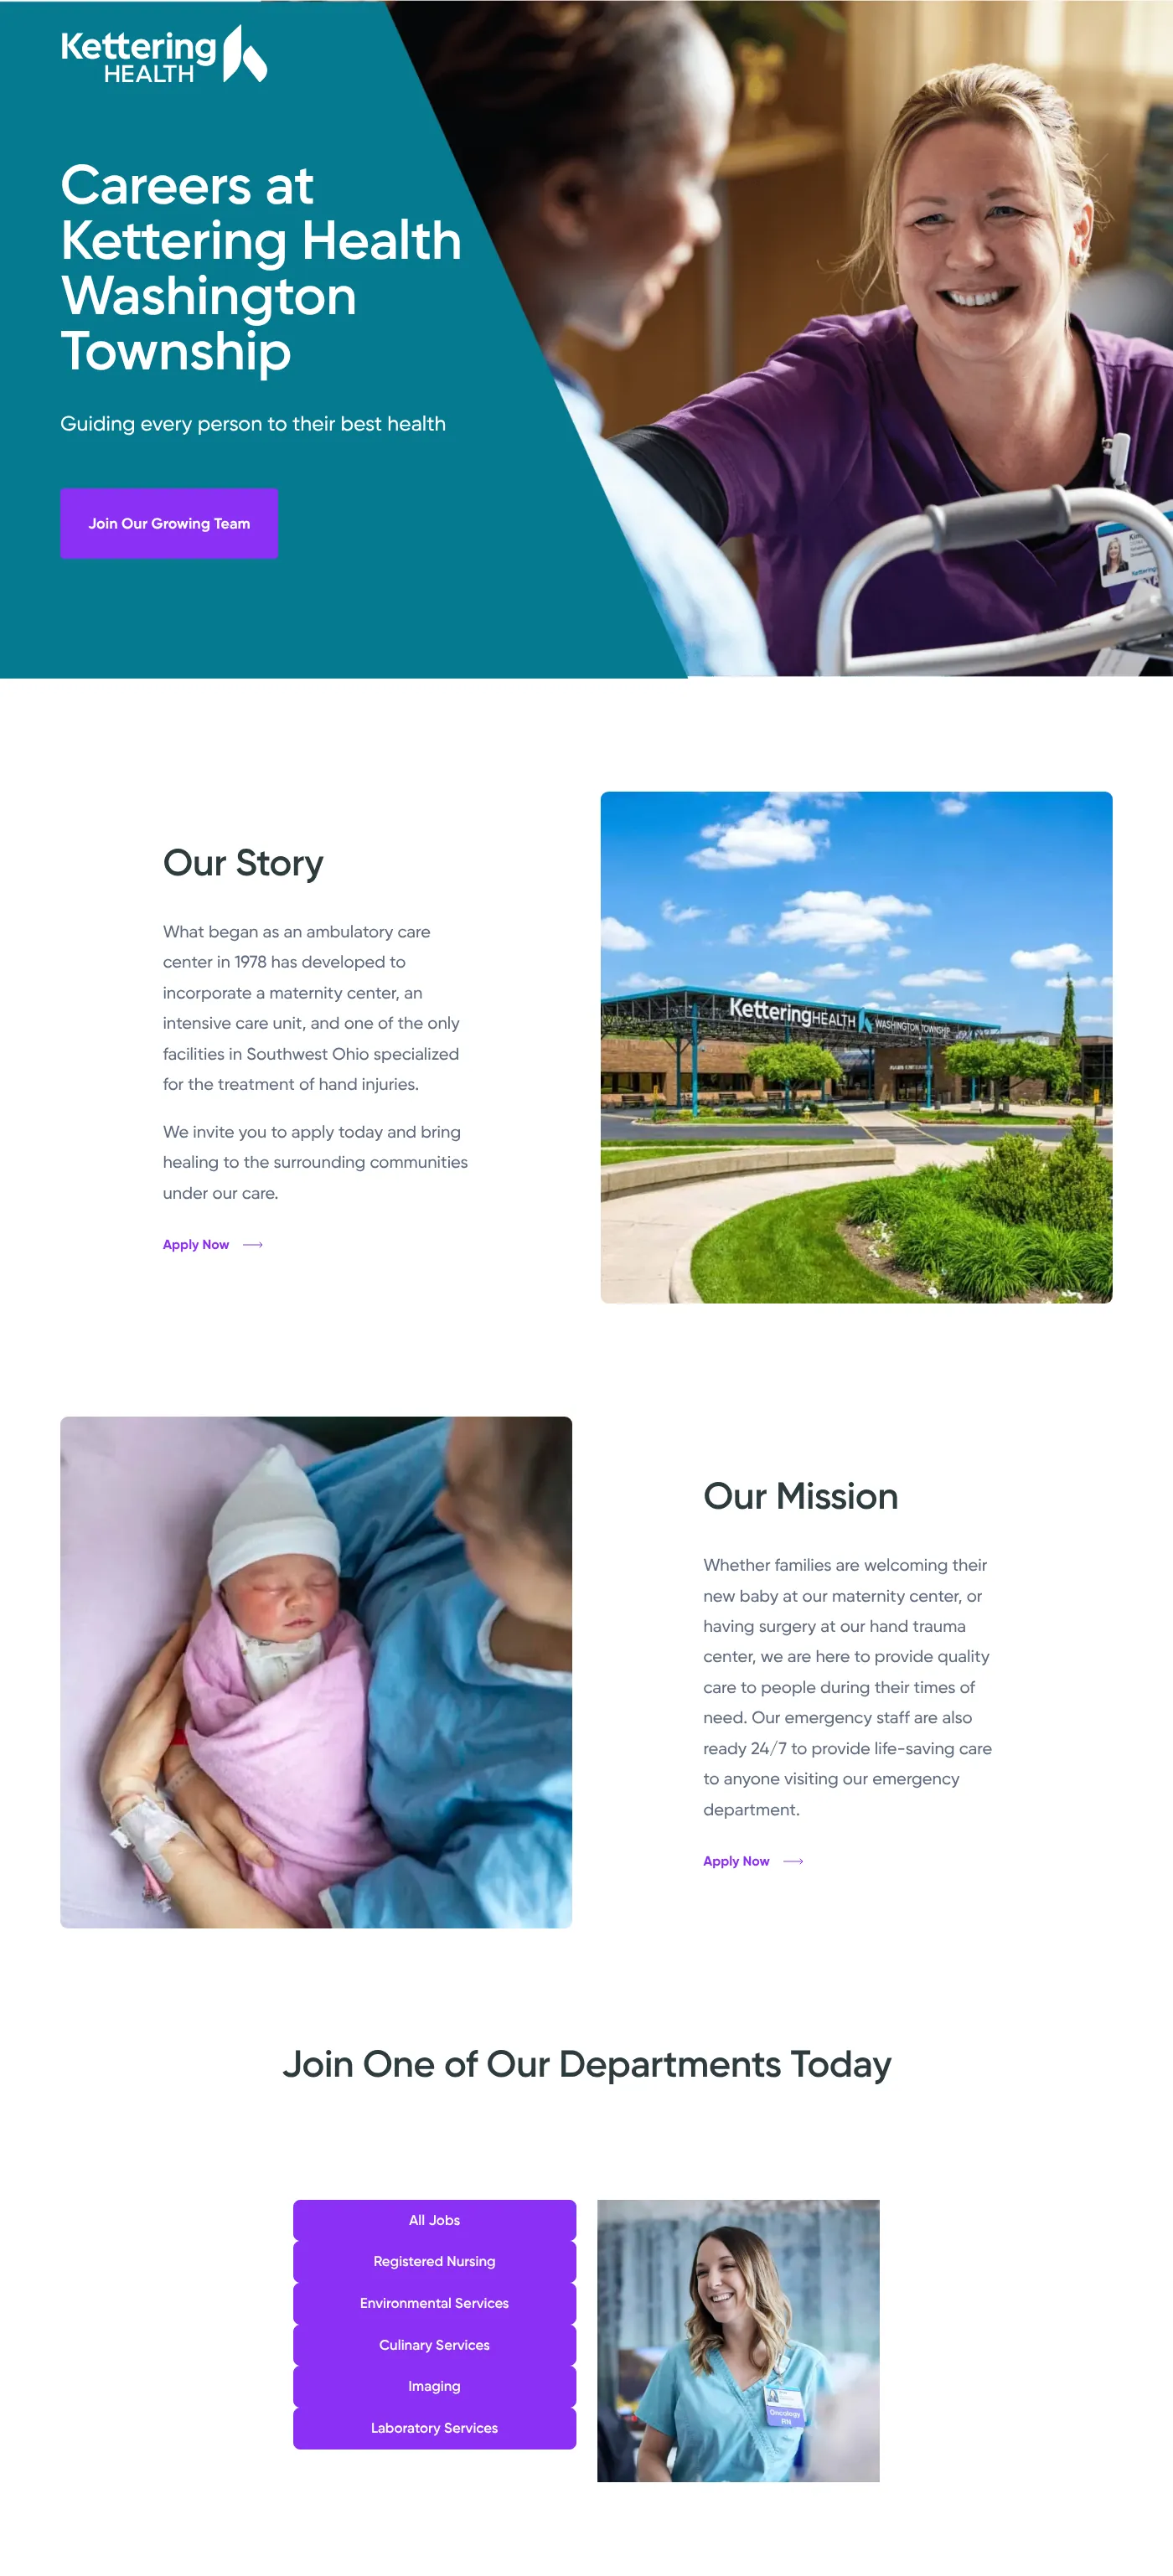 Kettering
HEALTH
Careers at
Kettering Health
Washington
Township
Guiding every person to their best health
Join Our Growing Team
Our Story
What began as an ambulatory care
center in 1978 has developed to
incorporate a maternity center, an
intensive care unit, and one of the only
facilities in Southwest Ohio specialized
for the treatment of hand injuries.
We invite you to apply today and bring
healing to the surrounding communities
under our care.
Apply Now
KetteringHEALTH WASHINGTON TOWNSHIP
Our Mission
Whether families are welcoming their
new baby at our maternity center, or
having surgery at our hand trauma
center, we are here to provide quality
care to people during their times of
need. Our emergency staff are also
ready 24/7 to provide life-saving care
to anyone visiting our emergency
department.
Apply Now
Join One of Our Departments Today
All Jobs
Registered Nursing
Environmental Services
Culinary Services
Imaging
Laboratory Services
Oncology
RN